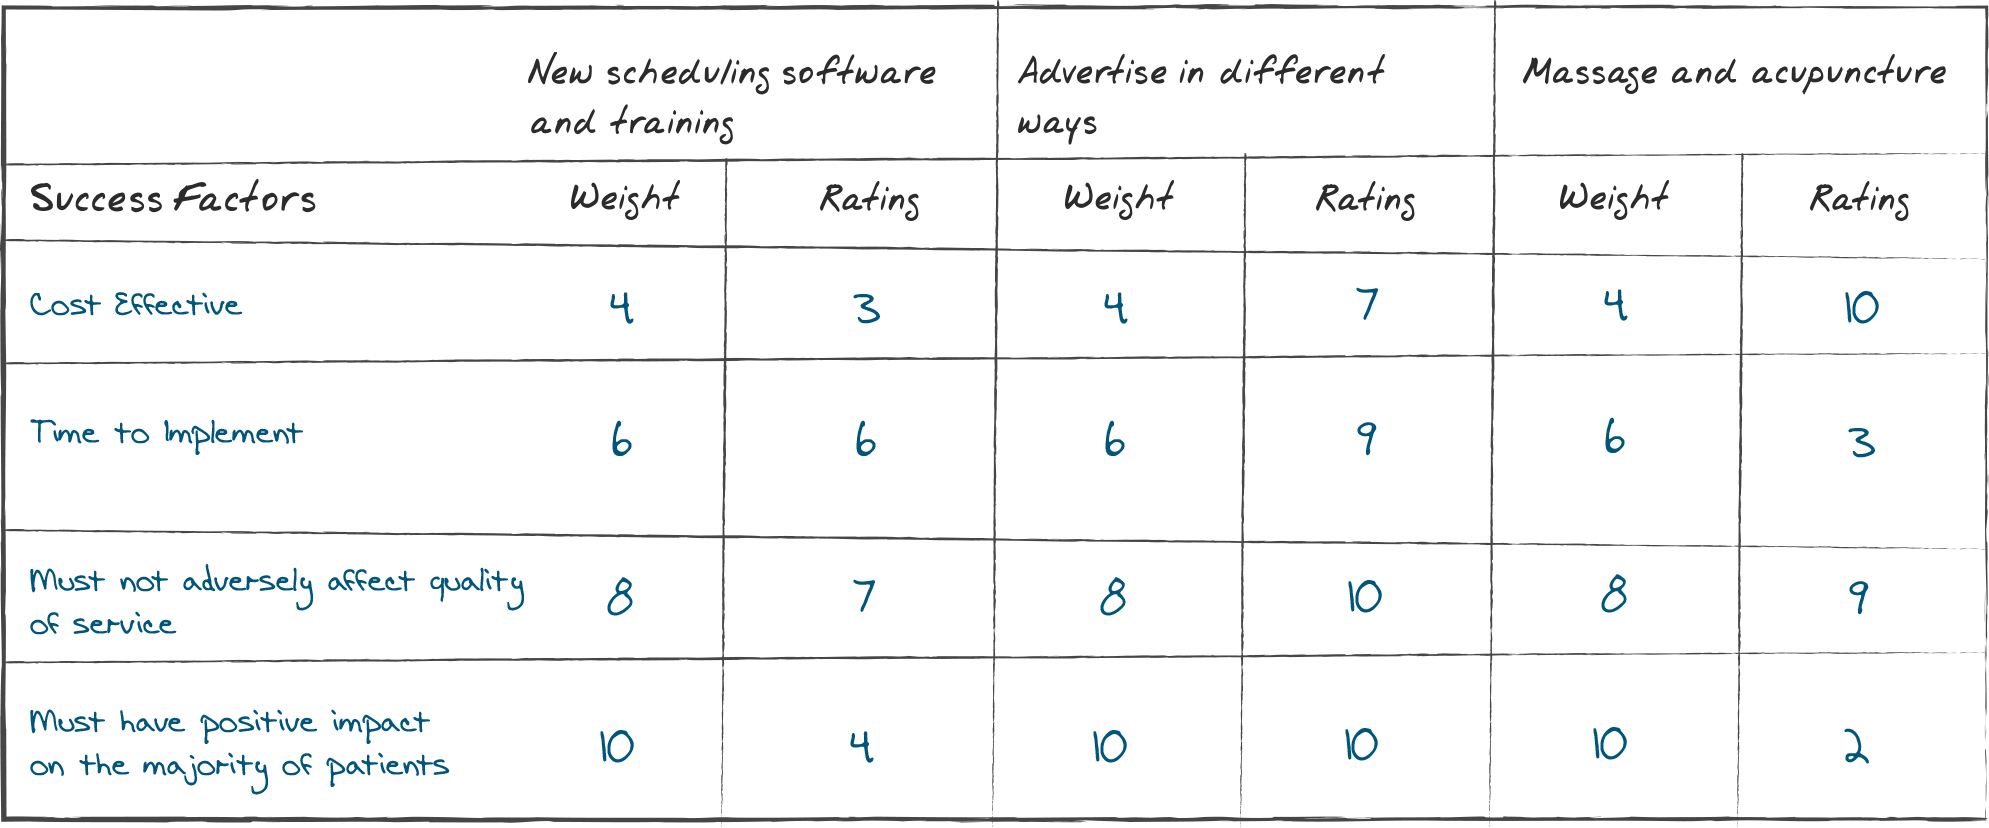 New scheduling software
and training
Advertise in different
ways
Massage and acupuncture
Success Factors Weight Rating Weight Rating Weight Rating
Cost Effective 4 3 4 7 4 10
Time to Implement 6 6 6 9 6 3
Must not adversely affect quality
of service 8 7 8 10 8 9
Must have positive impact
on the majority of patients 10 4 10 10 10 2